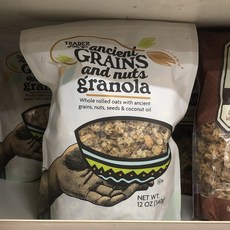 TRADER
ancient
GRAINS
and nuts
granola
Whole rolled oats with ancient
grains, nuts, seeds & coconut oil
NET WT.
12 OZ (340g)